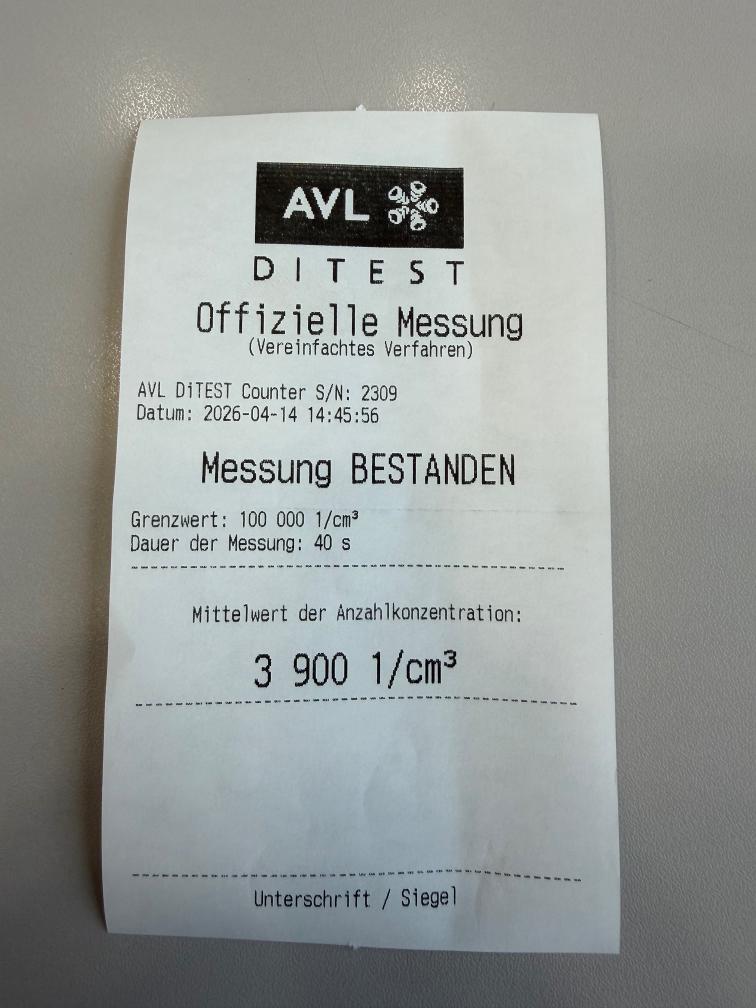 AVL
DITEST
Offizielle Messung
(Vereinfachtes Verfahren)
AVL DiTEST Counter S/N: 2309
Datum: 2026-04-14 14:45:56
Messung BESTANDEN
Grenzwert: 100 000 1/cm³
Dauer der Messung: 40 s
Mittelwert der Anzahlkonzentration:
3 900 1/cm³
Unterschrift / Siegel